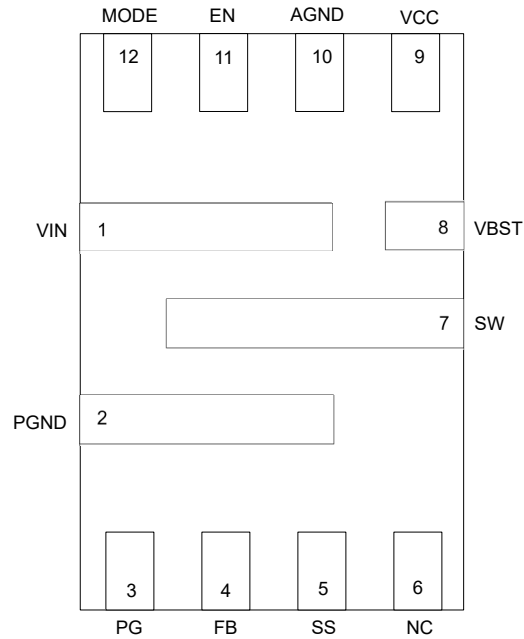 MODE EN AGND VCC
12 11 10 9
VIN 1 8 VBST
7 SW
PGND 2
3 4 5 6
PG FB SS NC